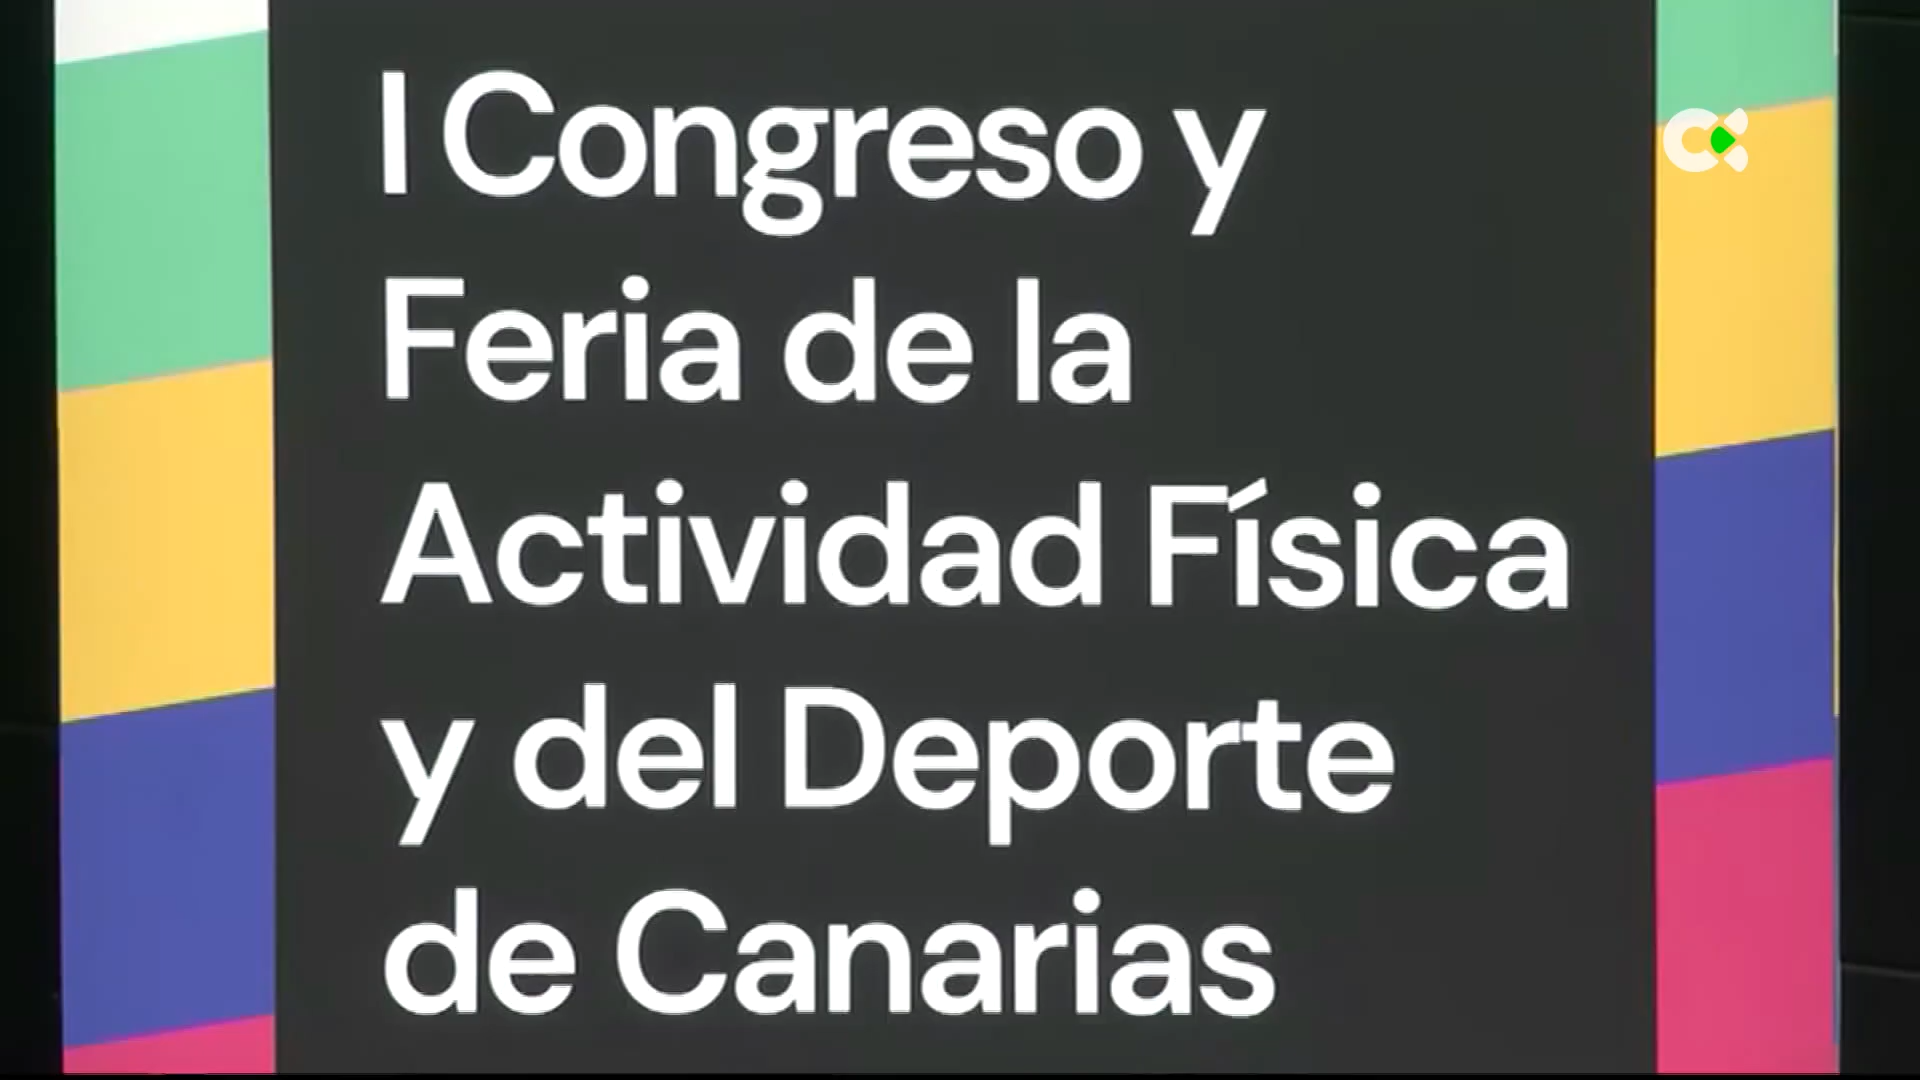 I Congreso y
Feria de la
Actividad Física
y del Deporte
de Canarias